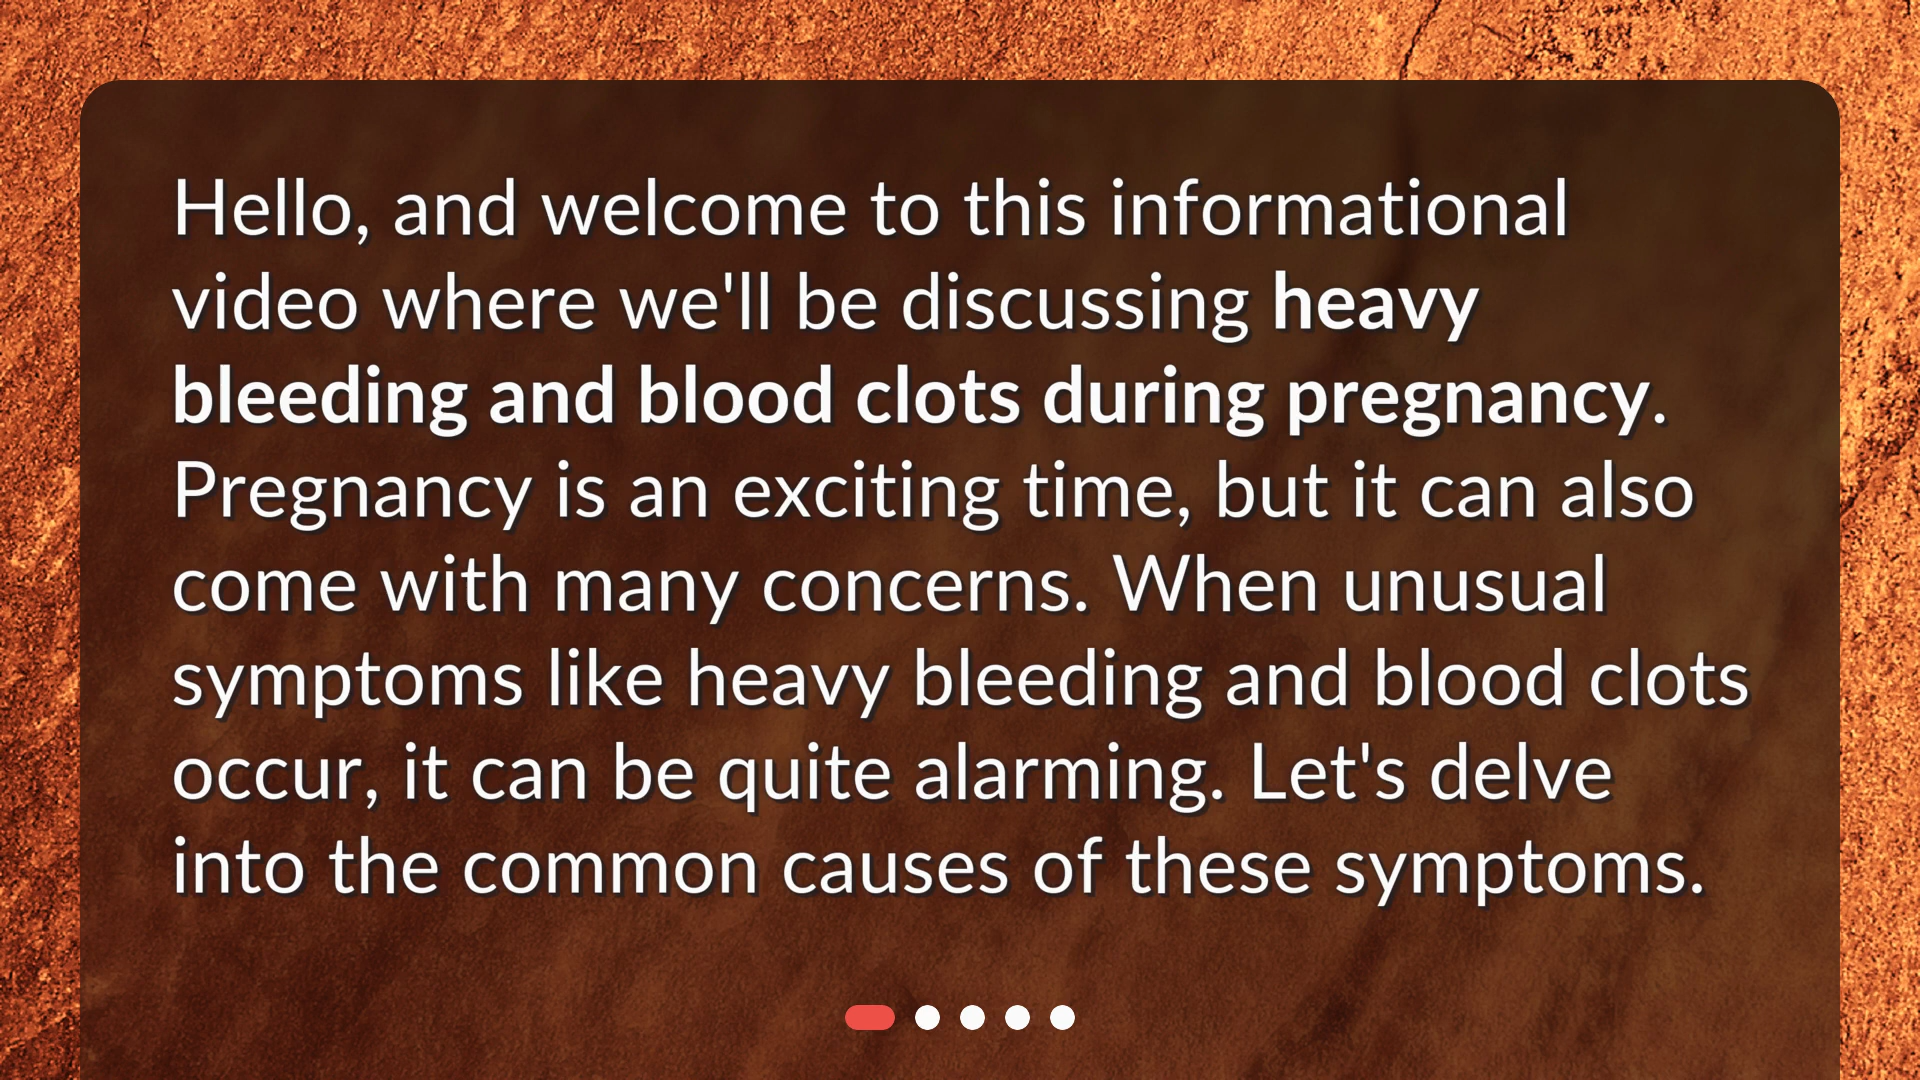 Hello, and welcome to this informational
video where we'll be discussing heavy
bleeding and blood clots during pregnancy.
Pregnancy is an exciting time, but it can also
come with many concerns. When unusual
symptoms like heavy bleeding and blood clots
occur, it can be quite alarming. Let's delve
into the common causes of these symptoms.